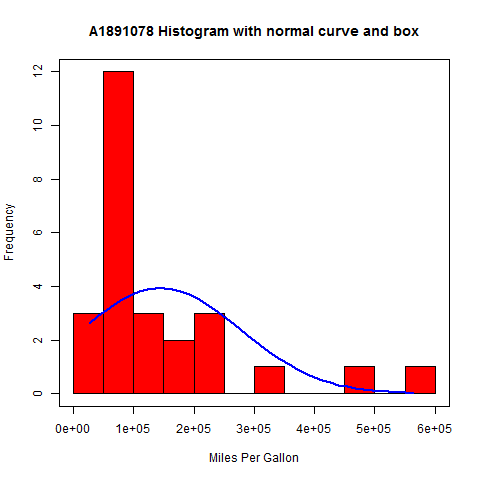 A1891078 Histogram with normal curve and box
Frequency
12
10
8
6
4
2
0
0e+00 1e+05 2e+05 3e+05 4e+05 5e+05 6e+05
Miles Per Gallon